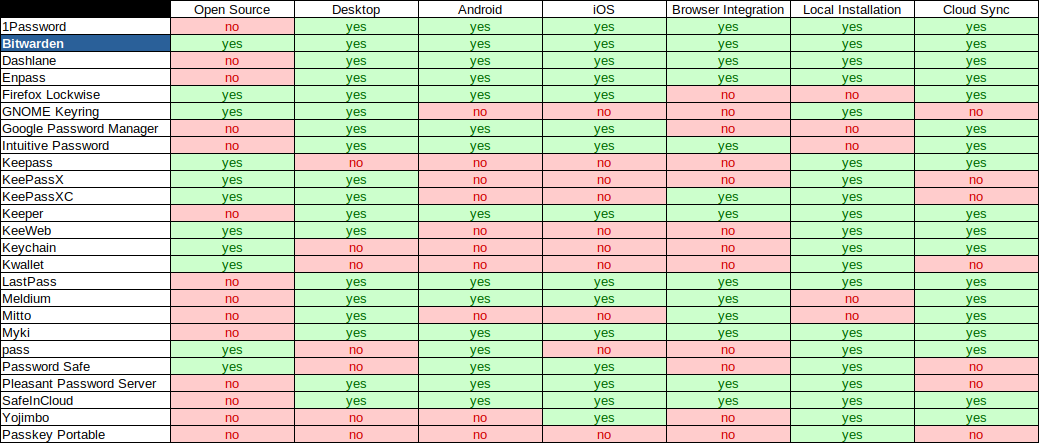 Open Source Desktop Android iOS Browser Integration Local Installation Cloud Sync
1Password no yes yes yes yes yes yes
Bitwarden yes yes yes yes yes yes yes
Dashlane no yes yes yes yes yes yes
Enpass no yes yes yes yes yes yes
Firefox Lockwise yes yes yes yes no no yes
GNOME Keyring yes yes no no no yes no
Google Password Manager no yes yes yes no no yes
Intuitive Password no yes yes yes yes no yes
Keepass yes no no no no yes yes
KeePassX yes yes no no no yes no
KeePassXC yes yes no no yes yes no
Keeper no yes yes yes yes yes yes
KeeWeb yes yes no no no yes yes
Keychain yes no no no no yes yes
Kwallet yes no no no no yes no
LastPass no yes yes yes yes yes yes
Meldium no yes yes yes yes no yes
Mitto no yes no no yes no yes
Myki no yes yes yes yes yes yes
pass yes no yes no no yes yes
Password Safe yes no yes yes no yes no
Pleasant Password Server no yes yes yes yes yes no
SafeInCloud no yes yes yes yes yes yes
Yojimbo no no no yes no yes yes
Passkey Portable no no no no no yes no